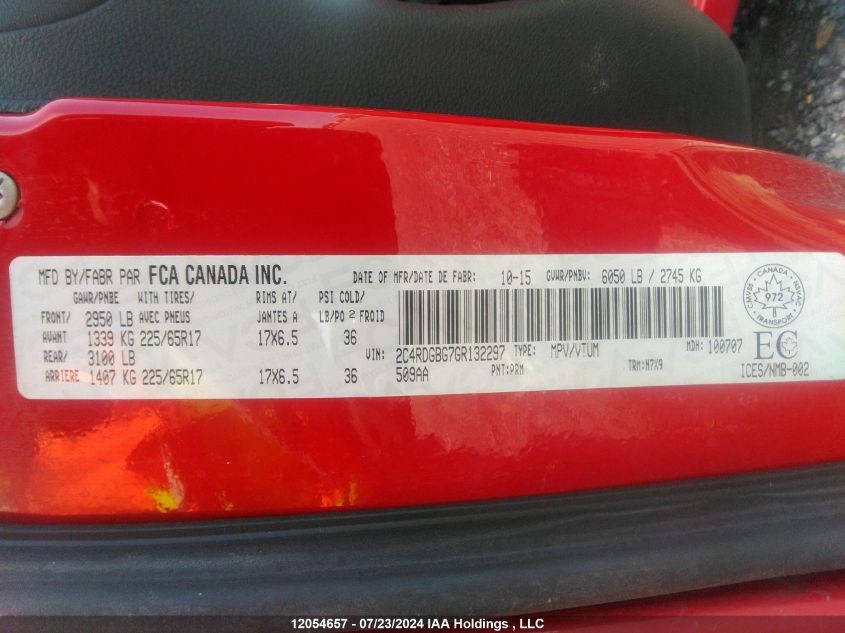 MFD BY/FABR PAR FCA CANADA INC. DATE OF MFR/DATE DE FABR: 10-15 GVWR/PNBV: 6050 LB / 2745 KG
GAWR/PNBE WITH TIRES/ RIMS AT/ PSI COLD/
FRONT/ 2950 LB AVEC PNEUS JANTES A LB/PO 2 FROID
AVANT 1339 KG 225/65R17 17X6.5 36
REAR/ 3100 LB
ARRIERE 1407 KG 225/65R17 17X6.5 36
VIN: 2C4RDGBG7GR132297 TYPE: MPV/VTUM MDH: 100707
509AA PNT:PRM TRM:M7X9
CANADA
CMVSS NSVAC
972
TRANSPORT
EC
ICES/NMB-002
12054657 - 07/23/2024 IAA Holdings , LLC